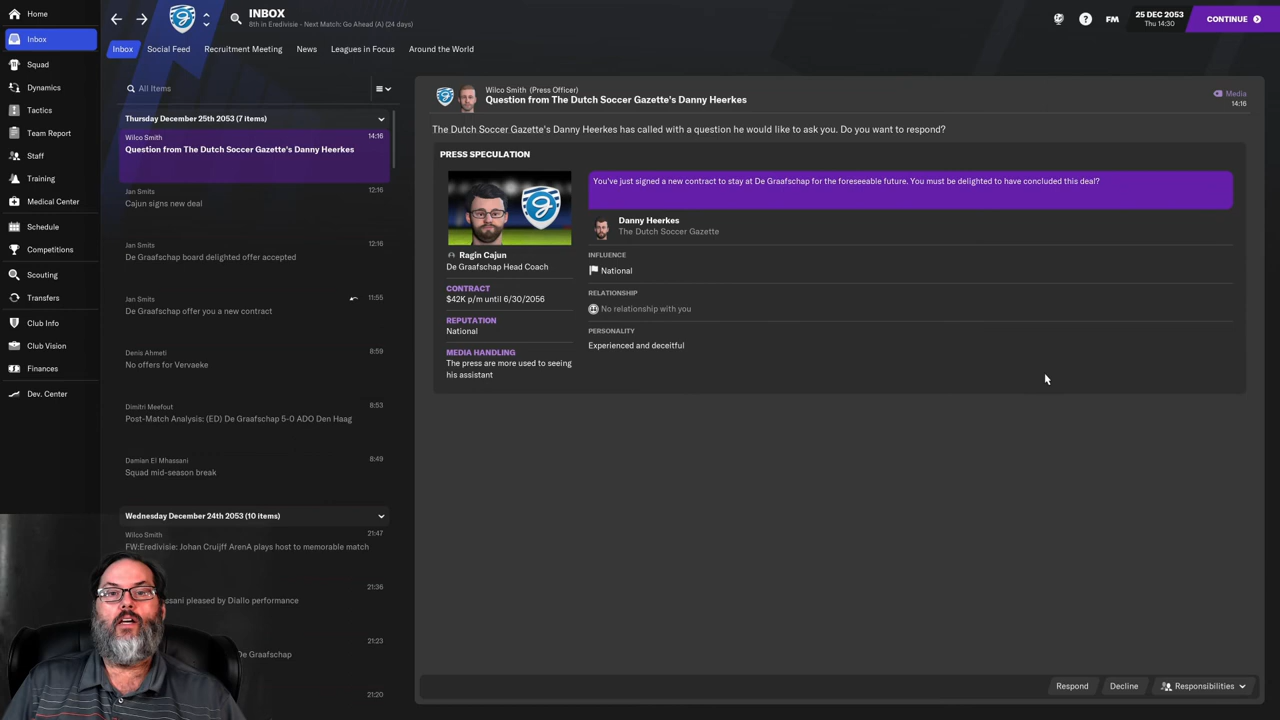 Home
Inbox
Squad
Dynamics
Tactics
Team Report
Staff
Training
Medical Center
Schedule
Competitions
Scouting
Transfers
Club Info
Club Vision
Finances
Dev. Center
INBOX
8th in Eredivisie - Next Match: Go Ahead (A) (24 days)
FM
25 DEC 2053
Thu 14:30
CONTINUE
Inbox
Social Feed
Recruitment Meeting
News
Leagues in Focus
Around the World
All Items
Thursday December 25th 2053 (7 items)
Wilco Smith
14:16
Question from The Dutch Soccer Gazette's Danny Heerkes
Jan Smits
12:16
Cajun signs new deal
Jan Smits
12:16
De Graafschap board delighted offer accepted
Jan Smits
11:55
De Graafschap offer you a new contract
Denis Ahmeti
8:59
No offers for Vervaeke
Dimitri Meefout
8:53
Post-Match Analysis: (ED) De Graafschap 5-0 ADO Den Haag
Damian El Mhassani
8:49
Squad mid-season break
Wednesday December 24th 2053 (10 items)
Wilco Smith
21:47
FW:Eredivisie: Johan Cruijff ArenA plays host to memorable match
21:36
ssani pleased by Diallo performance
21:23
De Graafschap
21:20
Wilco Smith (Press Officer)
Question from The Dutch Soccer Gazette's Danny Heerkes
Media
14:16
The Dutch Soccer Gazette's Danny Heerkes has called with a question he would like to ask you. Do you want to respond?
PRESS SPECULATION
Ragin Cajun
De Graafschap Head Coach
CONTRACT
$42K p/m until 6/30/2056
REPUTATION
National
MEDIA HANDLING
The press are more used to seeing
his assistant
You've just signed a new contract to stay at De Graafschap for the foreseeable future. You must be delighted to have concluded this deal?
Danny Heerkes
The Dutch Soccer Gazette
INFLUENCE
National
RELATIONSHIP
No relationship with you
PERSONALITY
Experienced and deceitful
Respond
Decline
Responsibilities